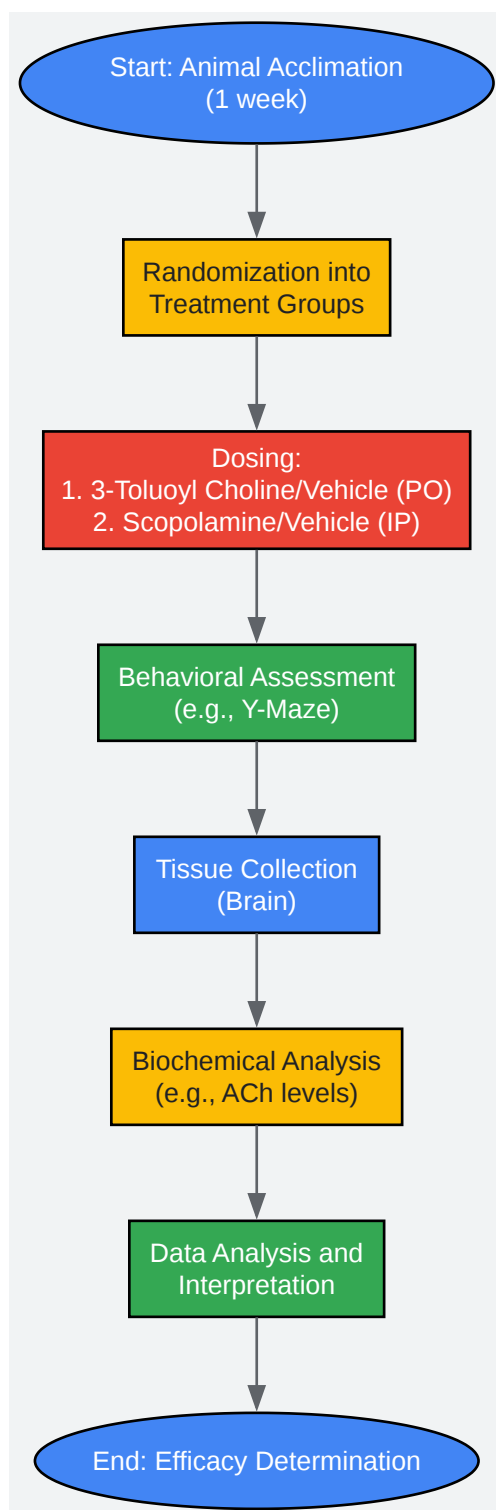 Start: Animal Acclimation
(1 week)
Randomization into
Treatment Groups
Dosing:
1. 3-Toluoyl Choline/Vehicle (PO)
2. Scopolamine/Vehicle (IP)
Behavioral Assessment
(e.g., Y-Maze)
Tissue Collection
(Brain)
Biochemical Analysis
(e.g., ACh levels)
Data Analysis and
Interpretation
End: Efficacy Determination